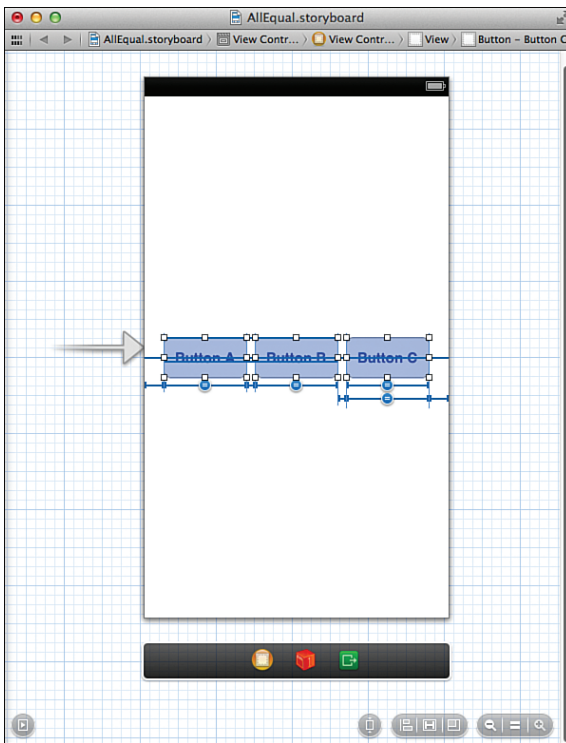 AllEqual.storyboard
AllEqual.storyboard View Contr... View Contr... View Button – Button C
Button A Button B Button C